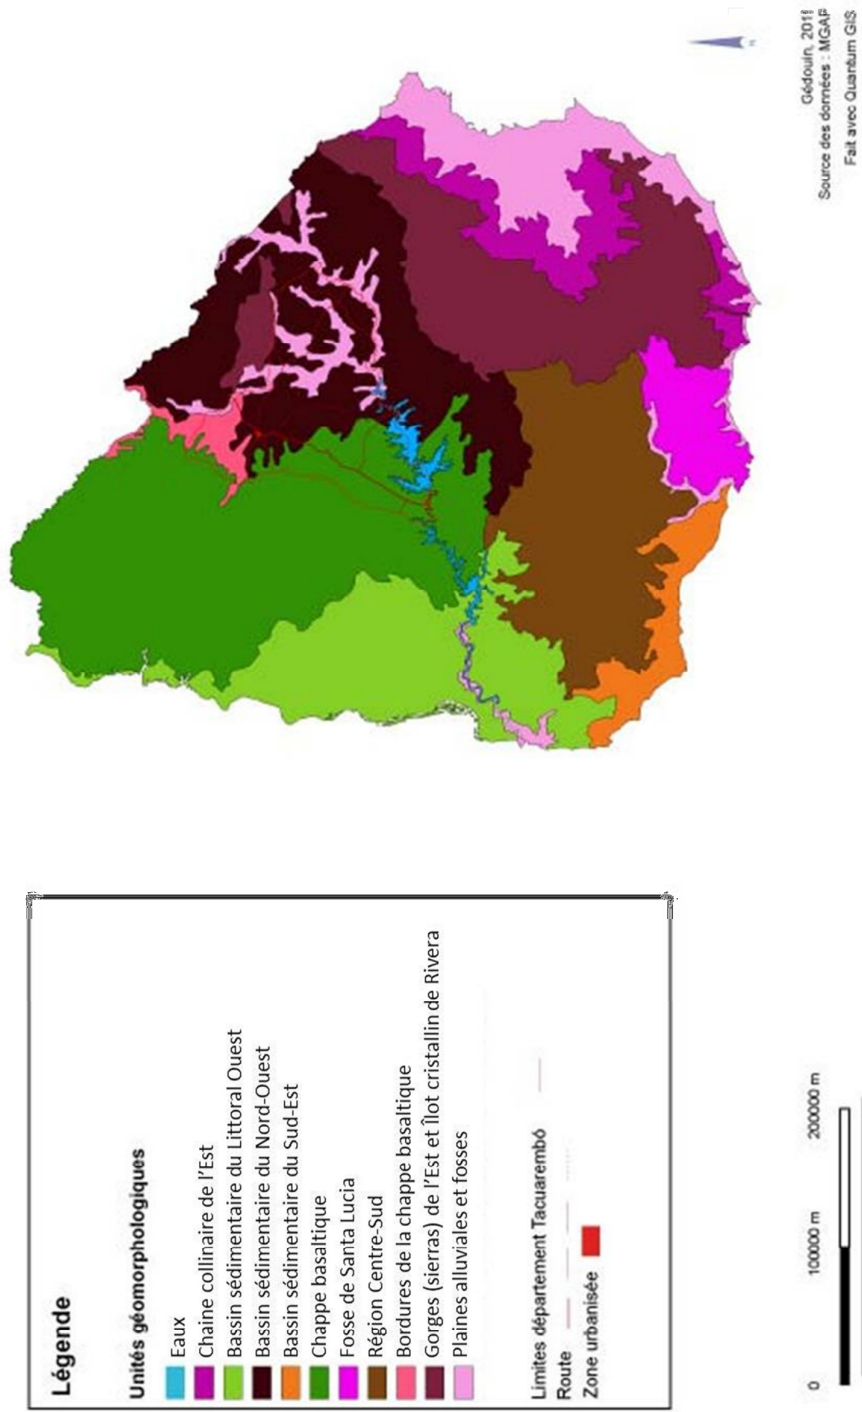 Légende
Unités géomorphologiques
Eaux
Chaine collinaire de l'Est
Bassin sédimentaire du Littoral Ouest
Bassin sédimentaire du Nord-Ouest
Bassin sédimentaire du Sud-Est
Chappe basaltique
Fosse de Santa Lucia
Région Centre-Sud
Bordures de la chappe basaltique
Gorges (sierras) de l'Est et Îlot cristallin de Rivera
Plaines alluviales et fosses
Limites département Tacuarembó
Route
Zone urbanisée
0 100000 m 200000 m
Gédouin, 2011
Source des données : MGAP
Fait avec Quantum GIS